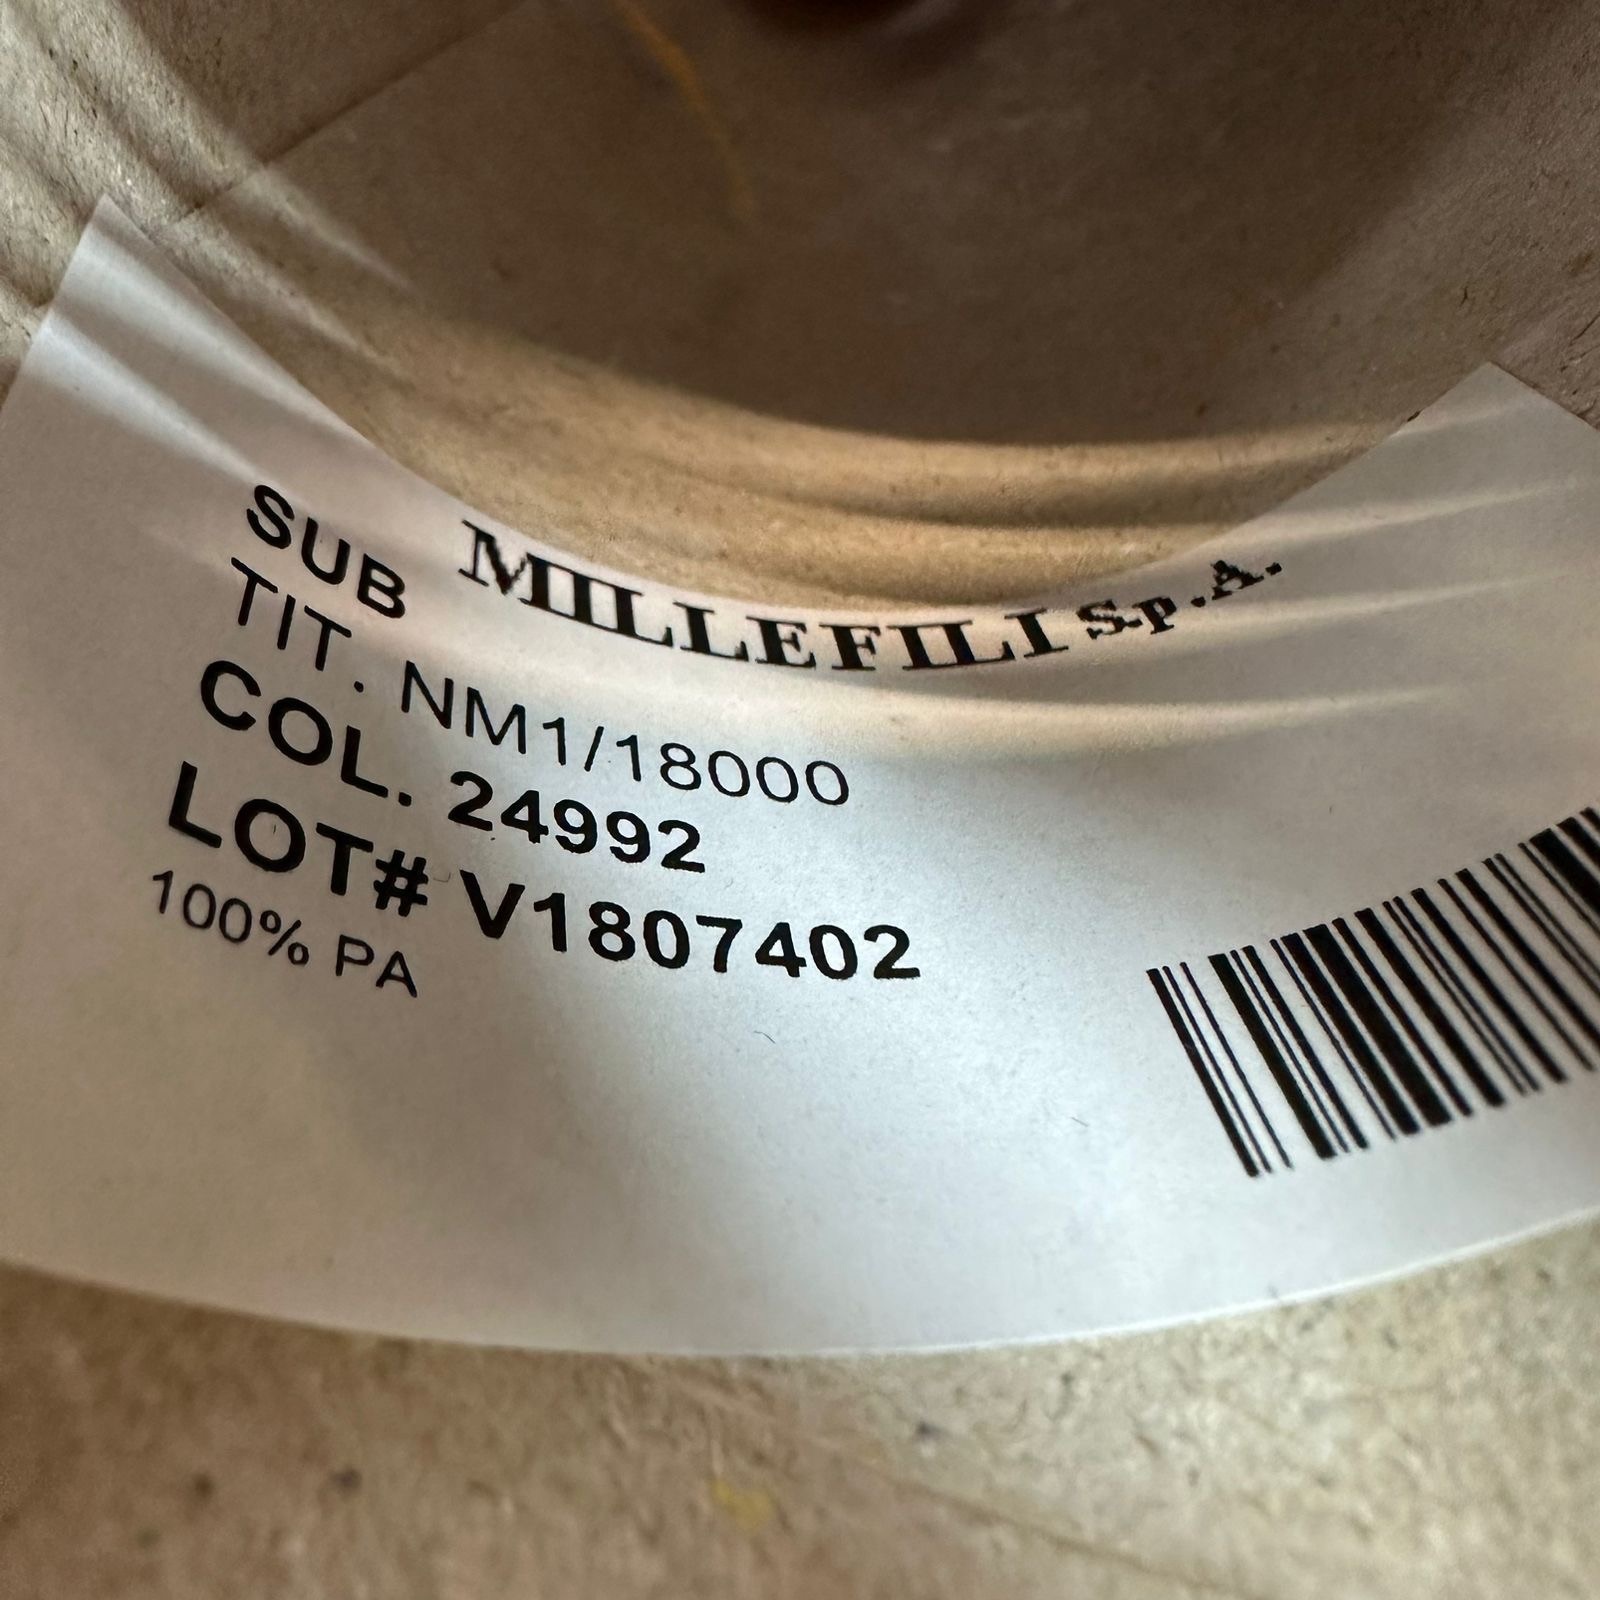 MILLEFILI S.p.A.
SUB
TIT. NM1/18000
COL. 24992
LOT# V1807402
100% PA